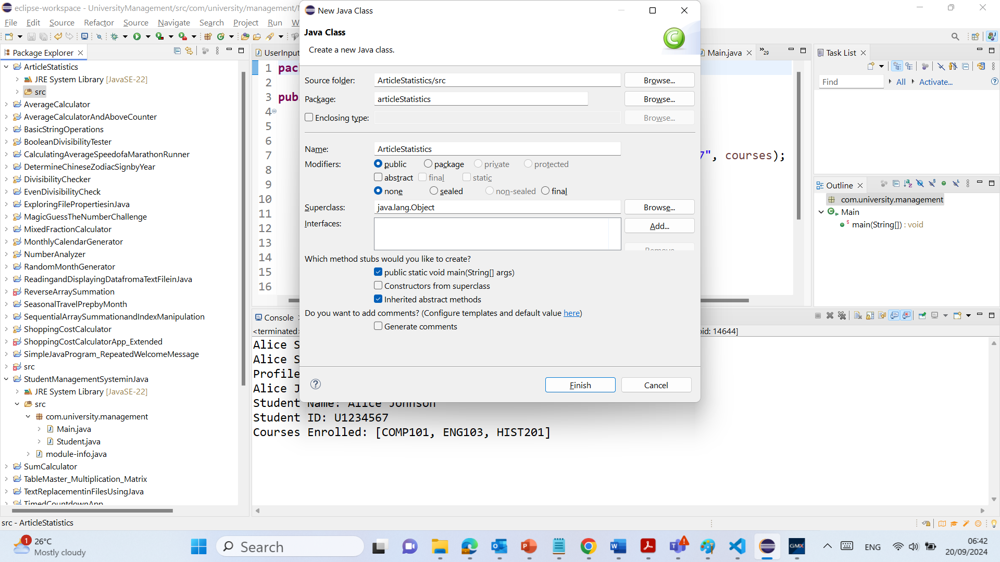 eclipse-workspace - UniversityManagement/src/com/university/management/
File Edit Source Refactor Source Navigate Search Project Run W
Package Explorer
ArticleStatistics
JRE System Library [JavaSE-22]
src
AverageCalculator
AverageCalculatorAndAboveCounter
BasicStringOperations
BooleanDivisibilityTester
CalculatingAverageSpeedofaMarathonRunner
DetermineChineseZodiacSignbyYear
DivisibilityChecker
EvenDivisibilityCheck
ExploringFilePropertiesinJava
MagicGuessTheNumberChallenge
MixedFractionCalculator
MonthlyCalendarGenerator
NumberAnalyzer
RandomMonthGenerator
ReadingandDisplayingDatafromaTextFileinJava
ReverseArraySummation
SeasonalTravelPrepbyMonth
SequentialArraySummationandIndexManipulation
ShoppingCostCalculator
ShoppingCostCalculatorApp_Extended
SimpleJavaProgram_RepeatedWelcomeMessage
src
StudentManagementSysteminJava
JRE System Library [JavaSE-22]
src
com.university.management
Main.java
Student.java
module-info.java
SumCalculator
TableMaster_Multiplication_Matrix
TextReplacementinFilesUsingJava
TimedCountdownApp
src - ArticleStatistics
UserInput
Main.java
»29
1 pac
2
3 pub
4
5
6
7 7", courses);
8
9
10
11
12
13
14
15
16
New Java Class
Java Class
Create a new Java class.
Source folder: ArticleStatistics/src Browse...
Package: articleStatistics Browse...
Enclosing type: Browse...
Name: ArticleStatistics
Modifiers: public package private protected
abstract final static
none sealed non-sealed final
Superclass: java.lang.Object Browse...
Interfaces: Add...
Remove
Which method stubs would you like to create?
public static void main(String[] args)
Constructors from superclass
Inherited abstract methods
Do you want to add comments? (Configure templates and default value here)
Generate comments
Finish Cancel
Task List
Find All Activate...
Outline
com.university.management
Main
main(String[]) : void
Console
<terminated> pid: 14644]
Alice S
Alice S
Profile
Alice J
Student Name: Alice Johnson
Student ID: U1234567
Courses Enrolled: [COMP101, ENG103, HIST201]
1
26°C
Mostly cloudy
Search
GMX
ENG
06:42
20/09/2024